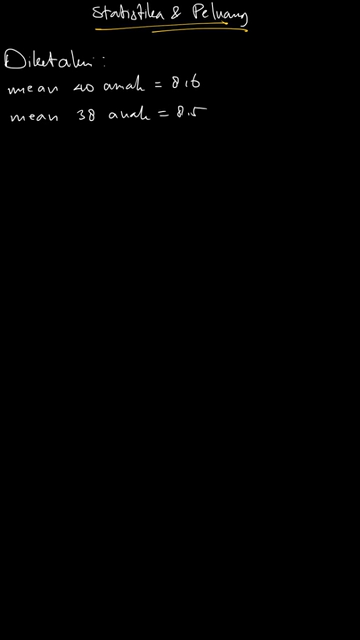 Statistika & Peluang
Diketahui:
mean 40 anak = 8.6
mean 38 anak = 8.5